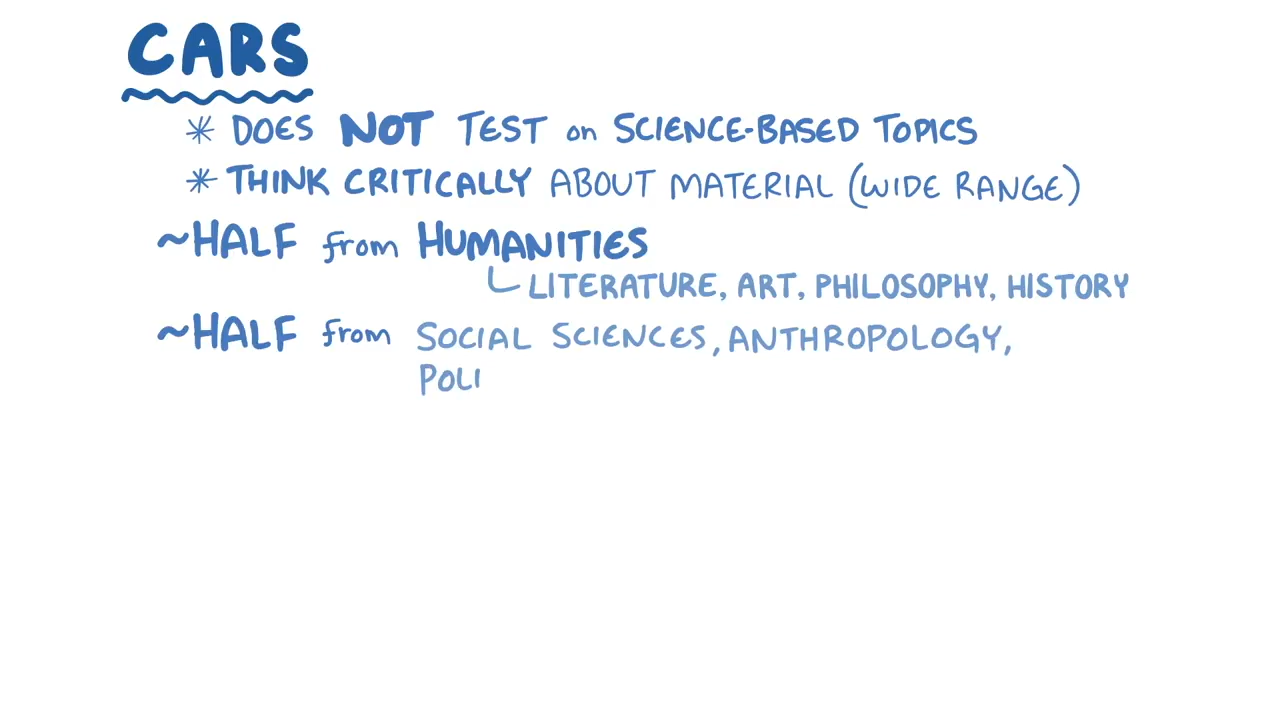 CARS
* DOES NOT TEST on SCIENCE-BASED TOPICS
* THINK CRITICALLY ABOUT MATERIAL (WIDE RANGE)
~HALF from HUMANITIES
LITERATURE, ART, PHILOSOPHY, HISTORY
~HALF from SOCIAL SCIENCES, ANTHROPOLOGY,
POLI